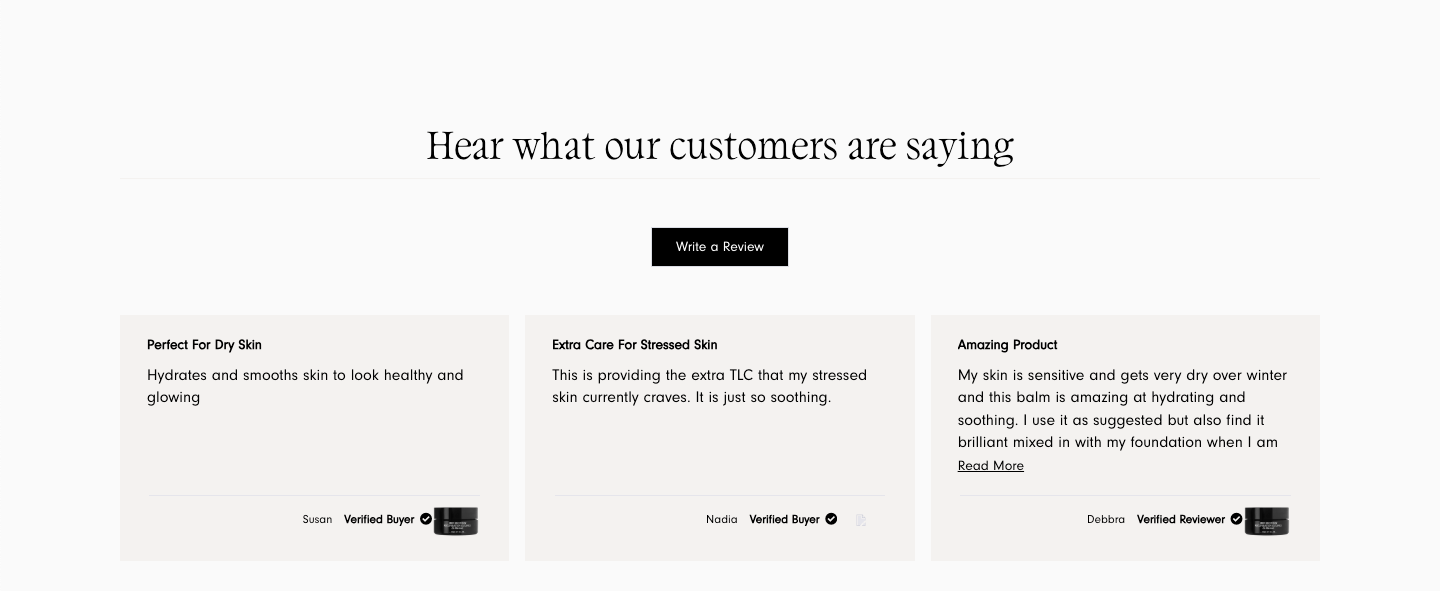 Hear what our customers are saying
Write a Review
Perfect For Dry Skin
Hydrates and smooths skin to look healthy and
glowing
Susan Verified Buyer
Extra Care For Stressed Skin
This is providing the extra TLC that my stressed
skin currently craves. It is just so soothing.
Nadia Verified Buyer
Amazing Product
My skin is sensitive and gets very dry over winter
and this balm is amazing at hydrating and
soothing. I use it as suggested but also find it
brilliant mixed in with my foundation when I am
Read More
Debbra Verified Reviewer